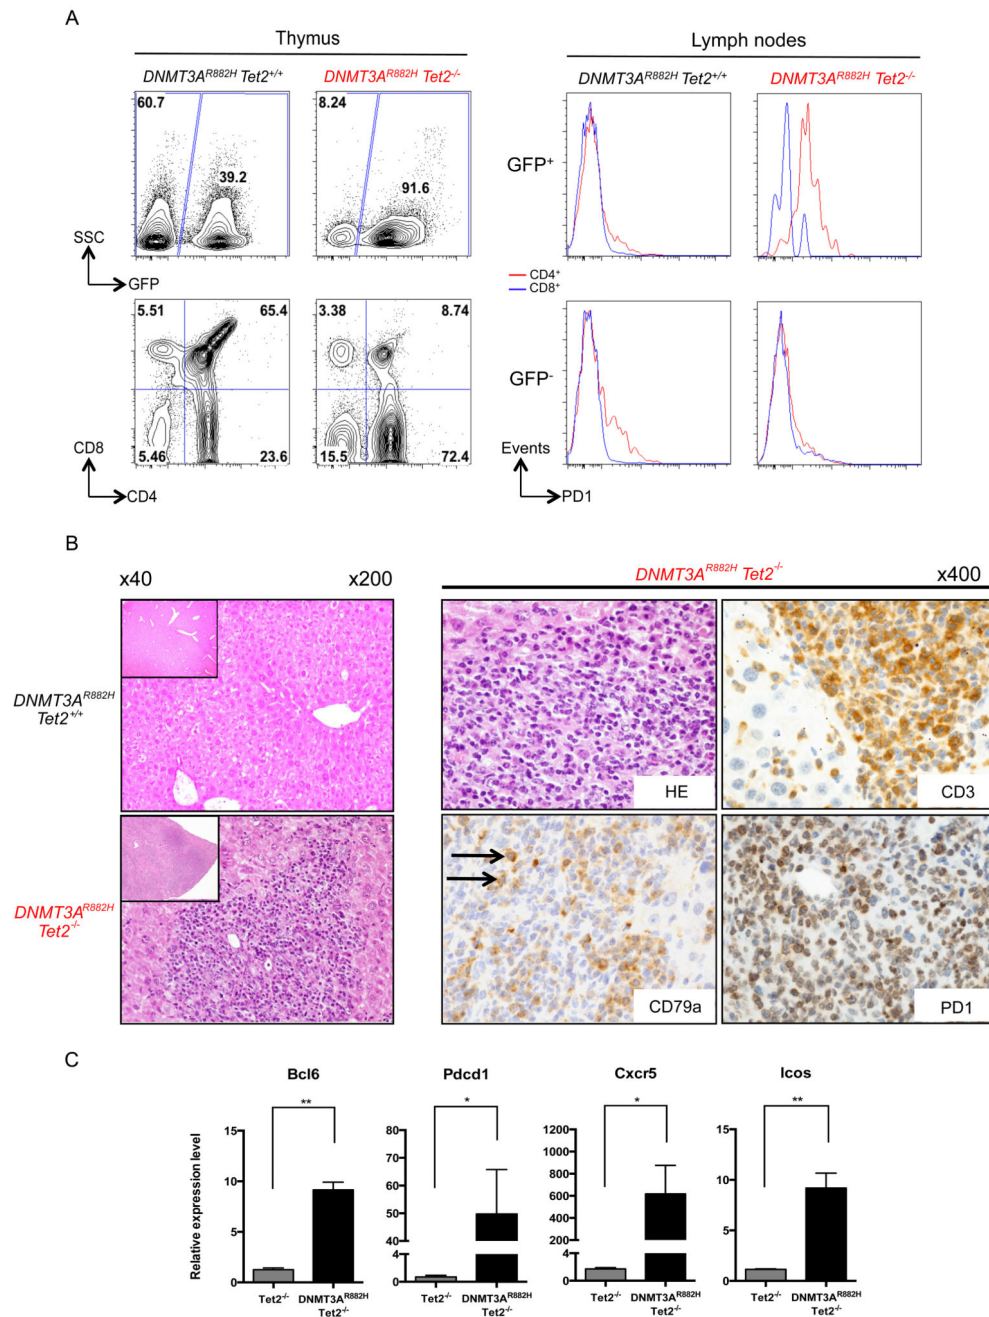 A
Thymus
Lymph nodes
DNMT3A^R882H Tet2^+/+
DNMT3A^R882H Tet2^-/-
DNMT3A^R882H Tet2^+/+
DNMT3A^R882H Tet2^-/-
60.7
39.2
8.24
91.6
SSC
GFP
GFP+
CD4+
CD8+
5.51
65.4
5.46
23.6
3.38
8.74
15.5
72.4
CD8
CD4
GFP-
Events
PD1
B
x40
x200
DNMT3A^R882H Tet2^-/-
x400
DNMT3A^R882H
Tet2^+/+
HE
CD3
DNMT3A^R882H
Tet2^-/-
CD79a
PD1
C
Relative expression level
Bcl6
**
15
10
5
0
Tet2^-/-
DNMT3A^R882H
Tet2^-/-
Pdcd1
*
80
70
60
50
40
4
0
Tet2^-/-
DNMT3A^R882H
Tet2^-/-
Cxcr5
*
1200
1000
800
600
400
200
4
0
Tet2^-/-
DNMT3A^R882H
Tet2^-/-
Icos
**
15
10
5
0
Tet2^-/-
DNMT3A^R882H
Tet2^-/-